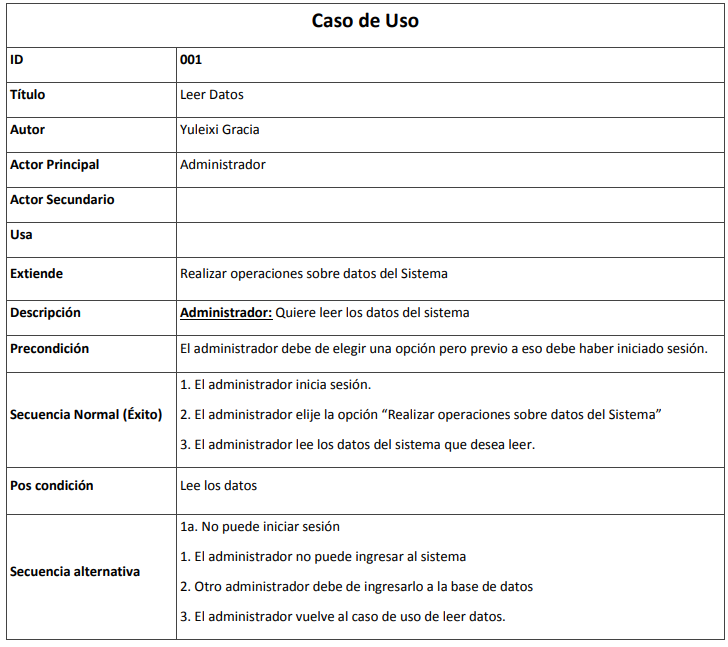 Caso de Uso
ID 001
Título Leer Datos
Autor Yuleixi Gracia
Actor Principal Administrador
Actor Secundario
Usa
Extiende Realizar operaciones sobre datos del Sistema
Descripción Administrador: Quiere leer los datos del sistema
Precondición El administrador debe de elegir una opción pero previo a eso debe haber iniciado sesión.
Secuencia Normal (Éxito)
1. El administrador inicia sesión.
2. El administrador elije la opción “Realizar operaciones sobre datos del Sistema”
3. El administrador lee los datos del sistema que desea leer.
Pos condición Lee los datos
Secuencia alternativa
1a. No puede iniciar sesión
1. El administrador no puede ingresar al sistema
2. Otro administrador debe de ingresarlo a la base de datos
3. El administrador vuelve al caso de uso de leer datos.